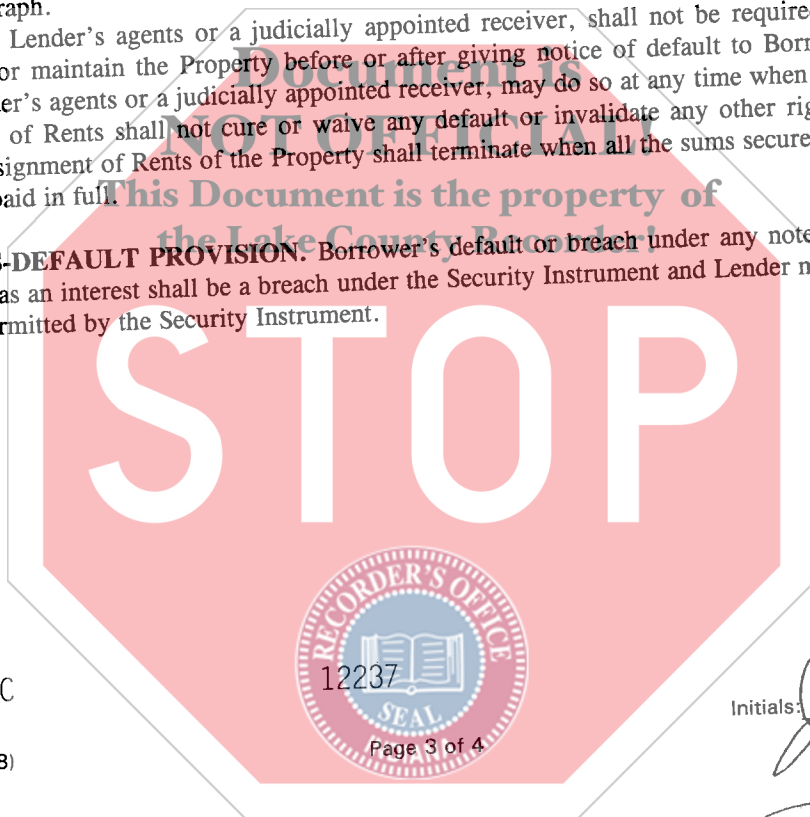 raph.
Lender's agents or a judicially appointed receiver, shall not be require
or maintain the Property before or after giving notice of default to Borr
er's agents or a judicially appointed receiver, may do so at any time when
of Rents shall not cure or waive any default or invalidate any other rig
signment of Rents of the Property shall terminate when all the sums secure
paid in full.
Document is
NOT OFFICIAL!
This Document is the property of
the Lake County Recorder!
-DEFAULT PROVISION. Borrower's default or breach under any note
as an interest shall be a breach under the Security Instrument and Lender m
rmitted by the Security Instrument.
STOP
RECORDER'S OFFICE
12237
SEAL
INDIANA
C
Initials:
Page 3 of 4
B)